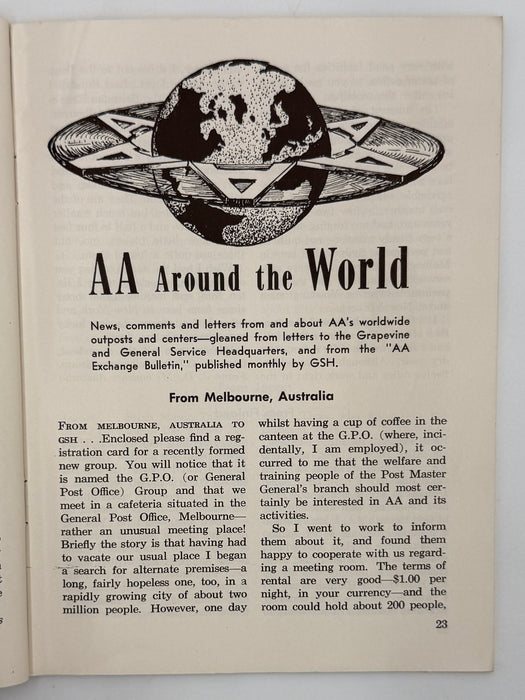 AA Around the World
News, comments and letters from and about AA's worldwide
outposts and centers—gleaned from letters to the Grapevine
and General Service Headquarters, and from the "AA
Exchange Bulletin," published monthly by GSH.
From Melbourne, Australia
FROM MELBOURNE, AUSTRALIA TO
GSH . . .Enclosed please find a reg-
istration card for a recently formed
new group. You will notice that it
is named the G.P.O. (or General
Post Office) Group and that we
meet in a cafeteria situated in the
General Post Office, Melbourne—
rather an unusual meeting place!
Briefly the story is that having had
to vacate our usual place I began
a search for alternate premises—a
long, fairly hopeless one, too, in a
rapidly growing city of about two
million people. However, one day
whilst having a cup of coffee in the
canteen at the G.P.O. (where, inci-
dentally, I am employed), it oc-
curred to me that the welfare and
training people of the Post Master
General's branch should most cer-
tainly be interested in AA and its
activities.
So I went to work to inform
them about it, and found them
happy to cooperate with us regard-
ing a meeting room. The terms of
rental are very good—$1.00 per
night, in your currency—and the
room could hold about 200 people,
23